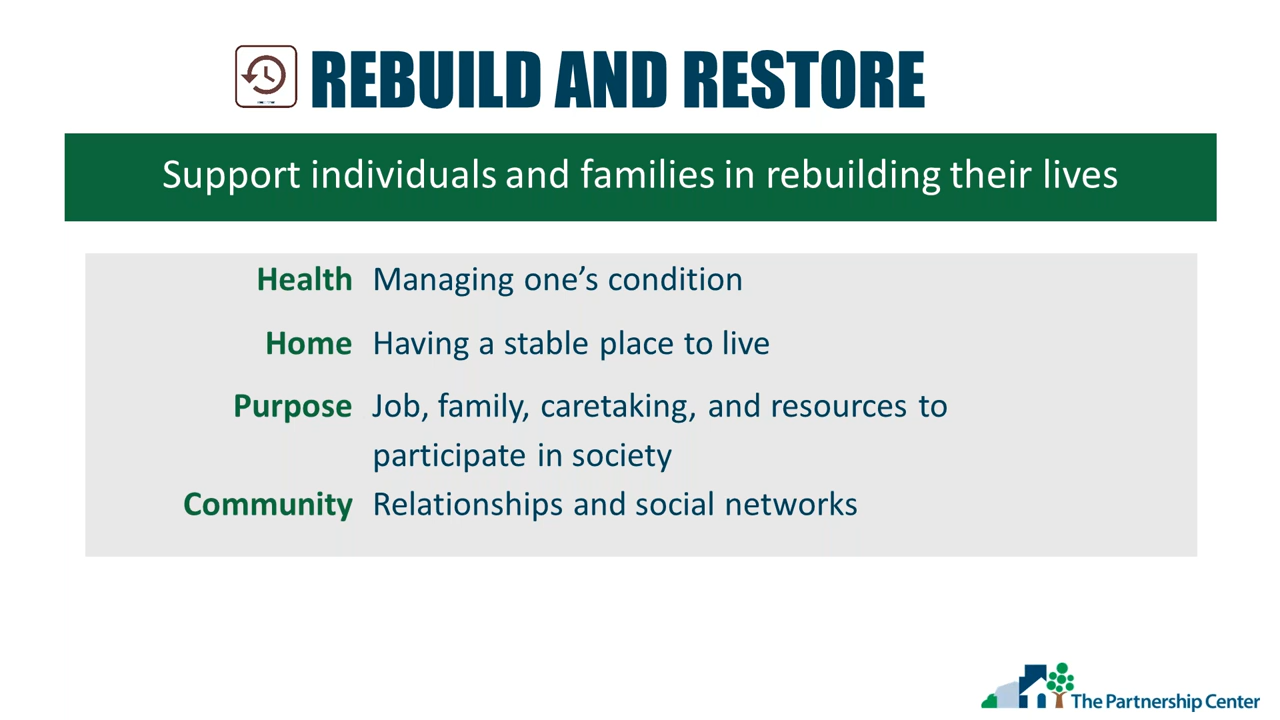 REBUILD AND RESTORE
Support individuals and families in rebuilding their lives
Health Managing one’s condition
Home Having a stable place to live
Purpose Job, family, caretaking, and resources to
participate in society
Community Relationships and social networks
The Partnership Center